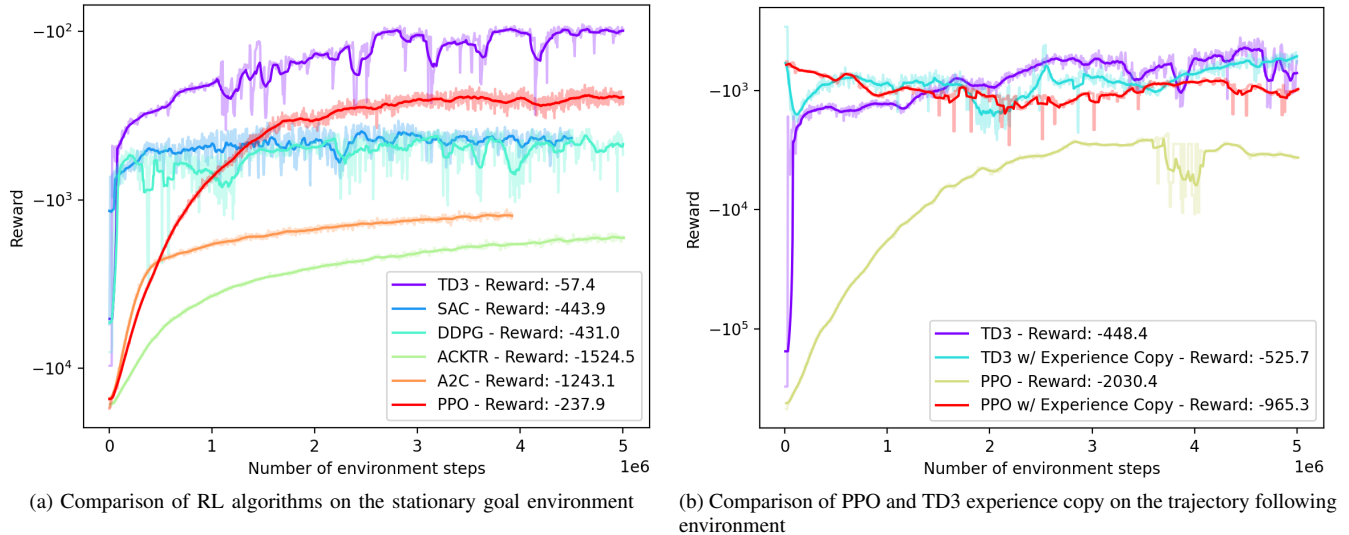 −10²
−10³
−10⁴
Reward
0
1
2
3
4
5
1e6
Number of environment steps
TD3 - Reward: -57.4
SAC - Reward: -443.9
DDPG - Reward: -431.0
ACKTR - Reward: -1524.5
A2C - Reward: -1243.1
PPO - Reward: -237.9
(a) Comparison of RL algorithms on the stationary goal environment
−10³
−10⁴
−10⁵
Reward
0
1
2
3
4
5
1e6
Number of environment steps
TD3 - Reward: -448.4
TD3 w/ Experience Copy - Reward: -525.7
PPO - Reward: -2030.4
PPO w/ Experience Copy - Reward: -965.3
(b) Comparison of PPO and TD3 experience copy on the trajectory following
environment